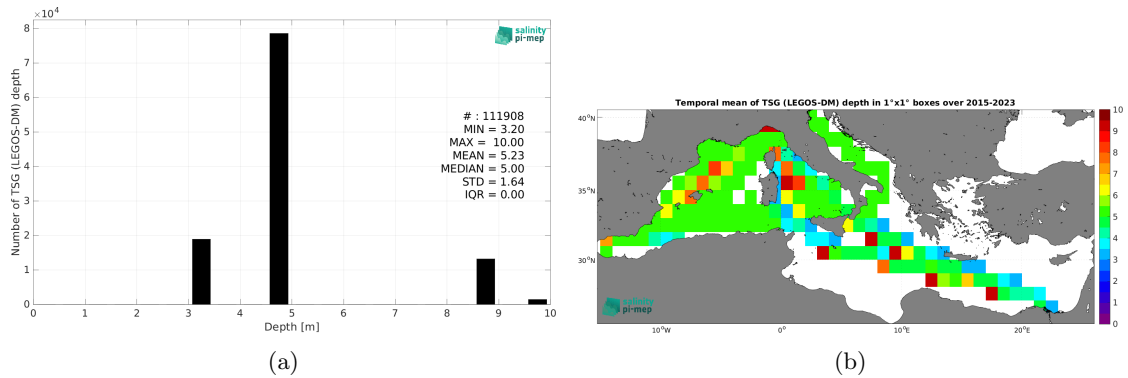 ×10⁴
8
7
6
5
4
3
2
1
0
Number of TSG (LEGOS-DM) depth
salinity
pi-mep
# : 111908
MIN = 3.20
MAX = 10.00
MEAN = 5.23
MEDIAN = 5.00
STD = 1.64
IQR = 0.00
0 1 2 3 4 5 6 7 8 9 10
Depth [m]
(a)
Temporal mean of TSG (LEGOS-DM) depth in 1°x1° boxes over 2015-2023
40°N
35°N
30°N
salinity
pi-mep
10°W 0° 10°E 20°E
10
9
8
7
6
5
4
3
2
1
0
(b)